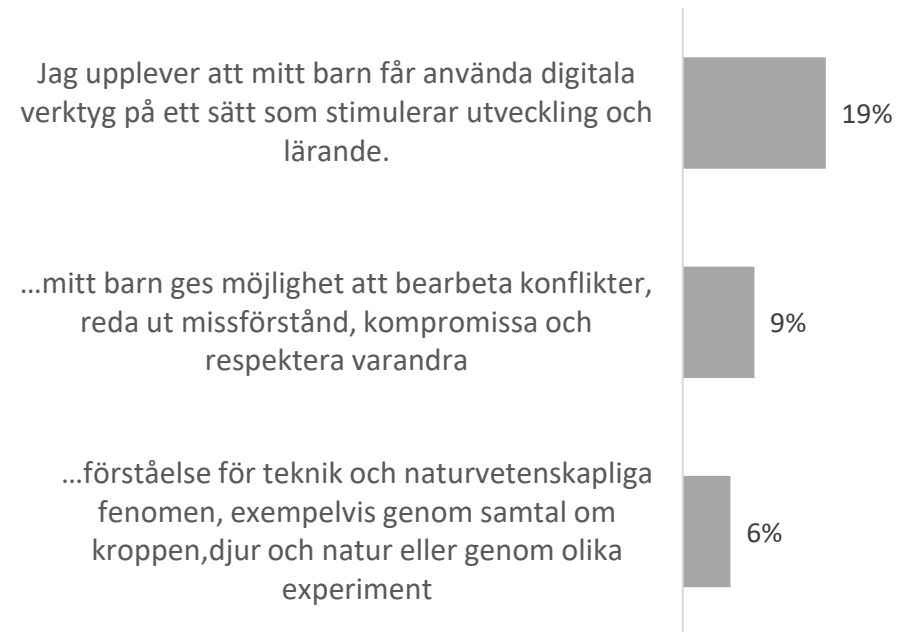 Jag upplever att mitt barn får använda digitala
verktyg på ett sätt som stimulerar utveckling och
lärande.
19%
...mitt barn ges möjlighet att bearbeta konflikter,
reda ut missförstånd, kompromissa och
respektera varandra
9%
...förståelse för teknik och naturvetenskapliga
fenomen, exempelvis genom samtal om
kroppen,djur och natur eller genom olika
experiment
6%